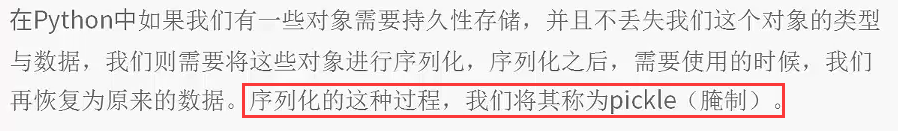 在Python中如果我们有一些对象需要持久性存储，并且不丢失我们这个对象的类型
与数据，我们则需要将这些对象进行序列化，序列化之后，需要使用的时候，我们
再恢复为原来的数据。序列化的这种过程，我们将其称为pickle（腌制）。